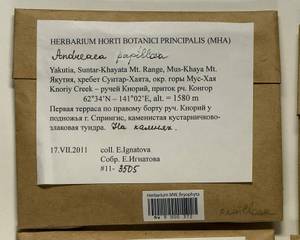 HERBARIUM HORTI BOTANICI PRINCIPALIS (MHA)
Andreaea papillosa
Yakutia, Suntar-Khayata Mt. Range, Mus-Khaya Mt.
Якутия, хребет Сунтар-Хаята, окр. горы Мус-Хая
Knoriy Creek – ручей Кнорий, приток рч. Конгор
62°34'N – 141°02'E, alt. = 1580 m
Первая терраса по правому борту руч. Кнорий у
подножья г. Спрингис, каменистая кустарничково-
злаковая тундра. На камнях.
17.VII.2011 coll. E.Ignatova
Собр. Е.Игнатова
#11- 3505
Herbarium MW, Bryophyta